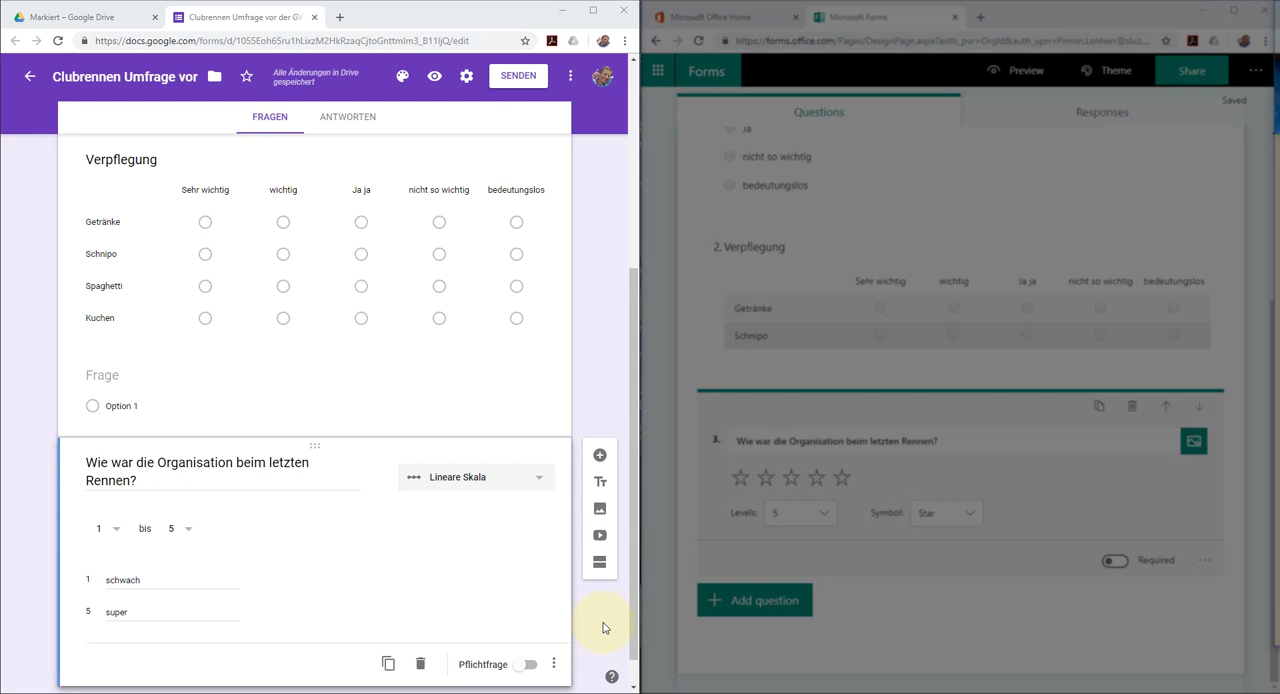 Markiert – Google Drive
Clubrennen Umfrage vor der GV
https://docs.google.com/forms/d/1055Eoh65ru1hLixzM2HkRzaqCjtoGnttmIm3_B11IjQ/edit
Clubrennen Umfrage vor
Alle Änderungen in Drive
gespeichert
SENDEN
FRAGEN
ANTWORTEN
Verpflegung
Sehr wichtig
wichtig
Ja ja
nicht so wichtig
bedeutungslos
Getränke
Schnipo
Spaghetti
Kuchen
Frage
Option 1
Wie war die Organisation beim letzten
Rennen?
Lineare Skala
1 bis 5
1 schwach
5 super
Pflichtfrage
Microsoft Office Home
Microsoft Forms
https://forms.office.com/Pages/DesignPage.aspx?auth_pvr=OrgId&auth_upn=Pirmin.Lenherr@sluz...
Forms
Preview
Theme
Share
Saved
Questions
Responses
Ja
nicht so wichtig
bedeutungslos
2. Verpflegung
Sehr wichtig
wichtig
Ja ja
nicht so wichtig
bedeutungslos
Getränke
Schnipo
3. Wie war die Organisation beim letzten Rennen?
Levels: 5
Symbol: Star
Required
Add question